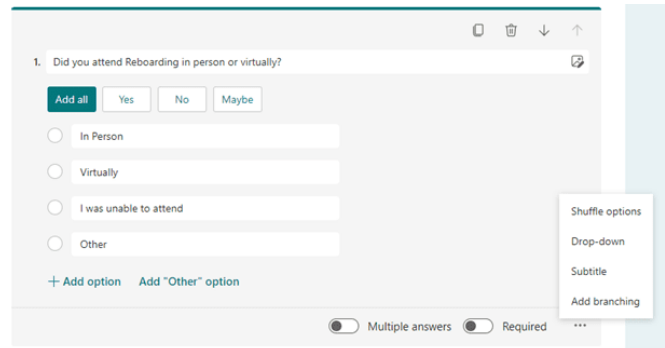 1. Did you attend Reboarding in person or virtually?
Add all Yes No Maybe
In Person
Virtually
I was unable to attend
Other
+ Add option Add "Other" option
Shuffle options
Drop-down
Subtitle
Add branching
Multiple answers Required ...